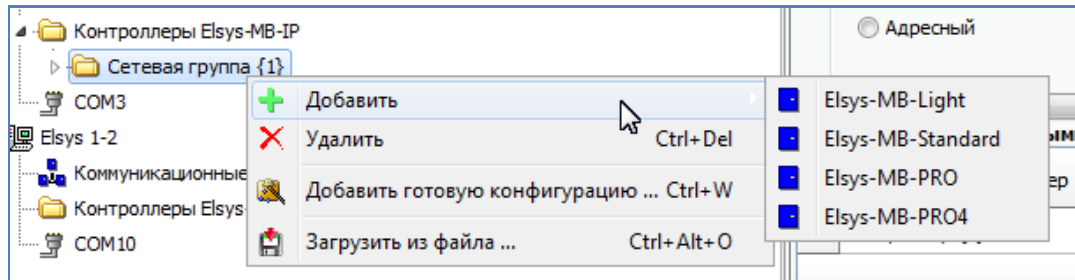 Контроллеры Elsys-MB-IP
Сетевая группа {1}
COM3
Elsys 1-2
Коммуникационные
Контроллеры Elsys-
COM10
Добавить
Удалить Ctrl+Del
Добавить готовую конфигурацию ... Ctrl+W
Загрузить из файла ... Ctrl+Alt+O
Elsys-MB-Light
Elsys-MB-Standard
Elsys-MB-PRO
Elsys-MB-PRO4
Адресный